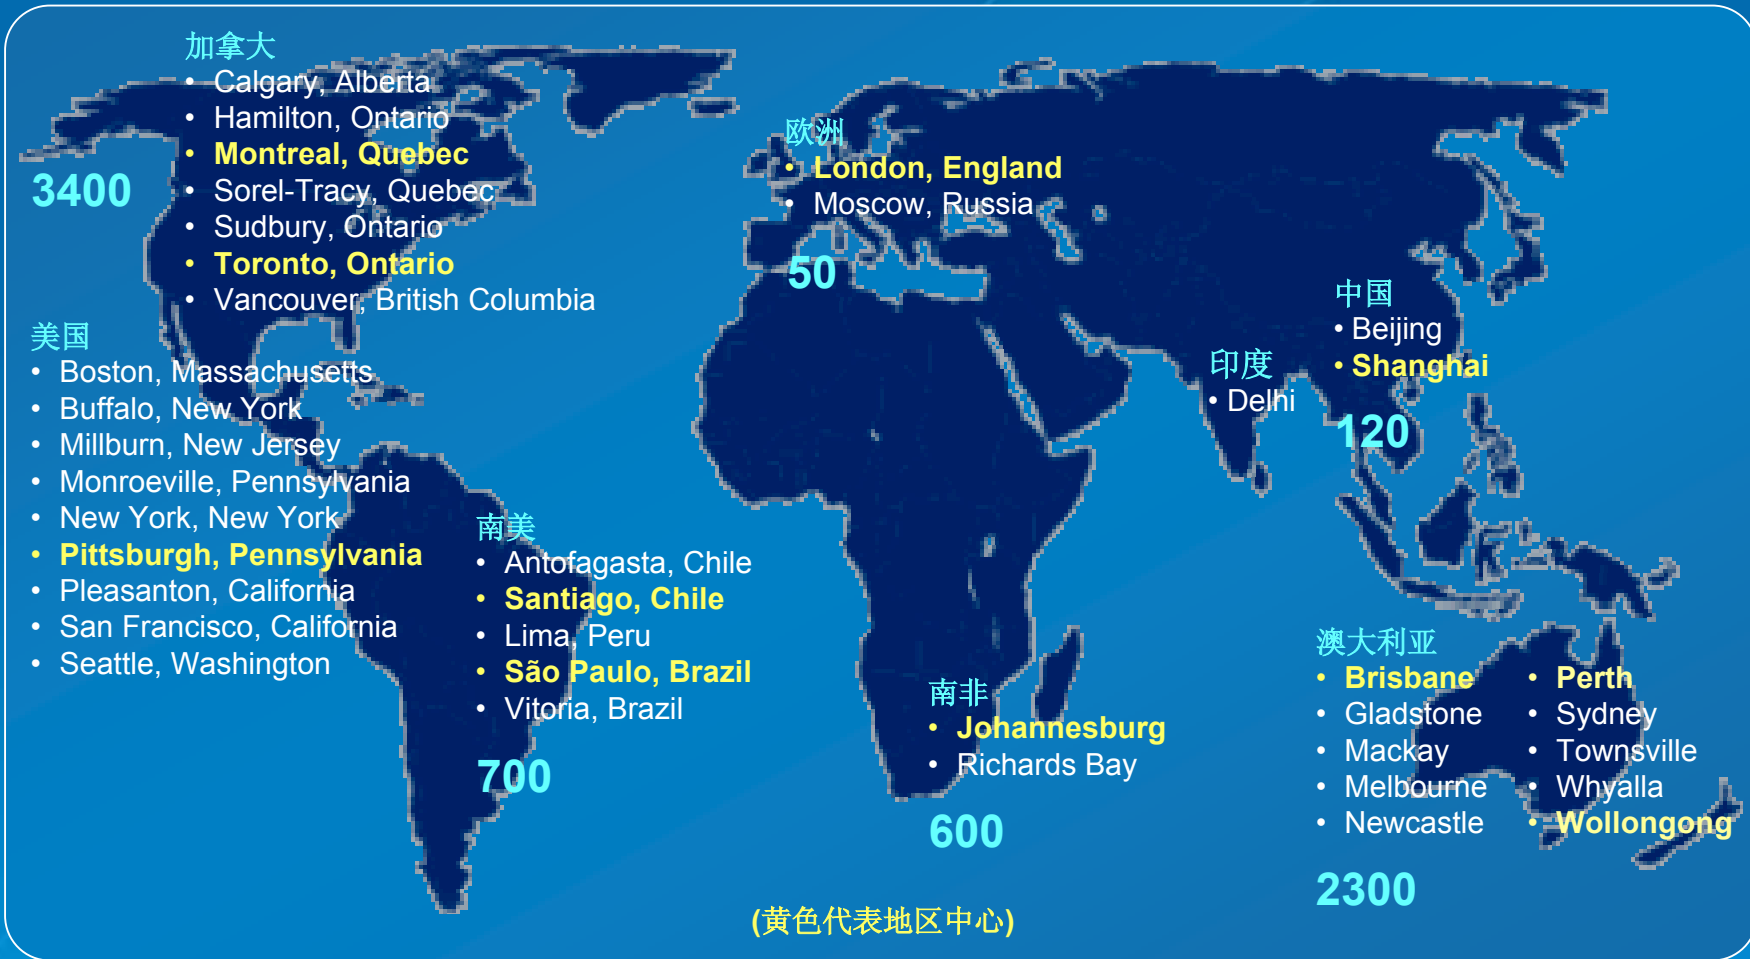 加拿大
• Calgary, Alberta
• Hamilton, Ontario
• Montreal, Quebec
• Sorel-Tracy, Quebec
• Sudbury, Ontario
• Toronto, Ontario
• Vancouver, British Columbia
3400
美国
• Boston, Massachusetts
• Buffalo, New York
• Millburn, New Jersey
• Monroeville, Pennsylvania
• New York, New York
• Pittsburgh, Pennsylvania
• Pleasanton, California
• San Francisco, California
• Seattle, Washington
南美
• Antofagasta, Chile
• Santiago, Chile
• Lima, Peru
• São Paulo, Brazil
• Vitoria, Brazil
700
欧洲
• London, England
• Moscow, Russia
50
南非
• Johannesburg
• Richards Bay
600
印度
• Delhi
中国
• Beijing
• Shanghai
120
澳大利亚
• Brisbane
• Gladstone
• Mackay
• Melbourne
• Newcastle
• Perth
• Sydney
• Townsville
• Whyalla
• Wollongong
2300
(黄色代表地区中心)